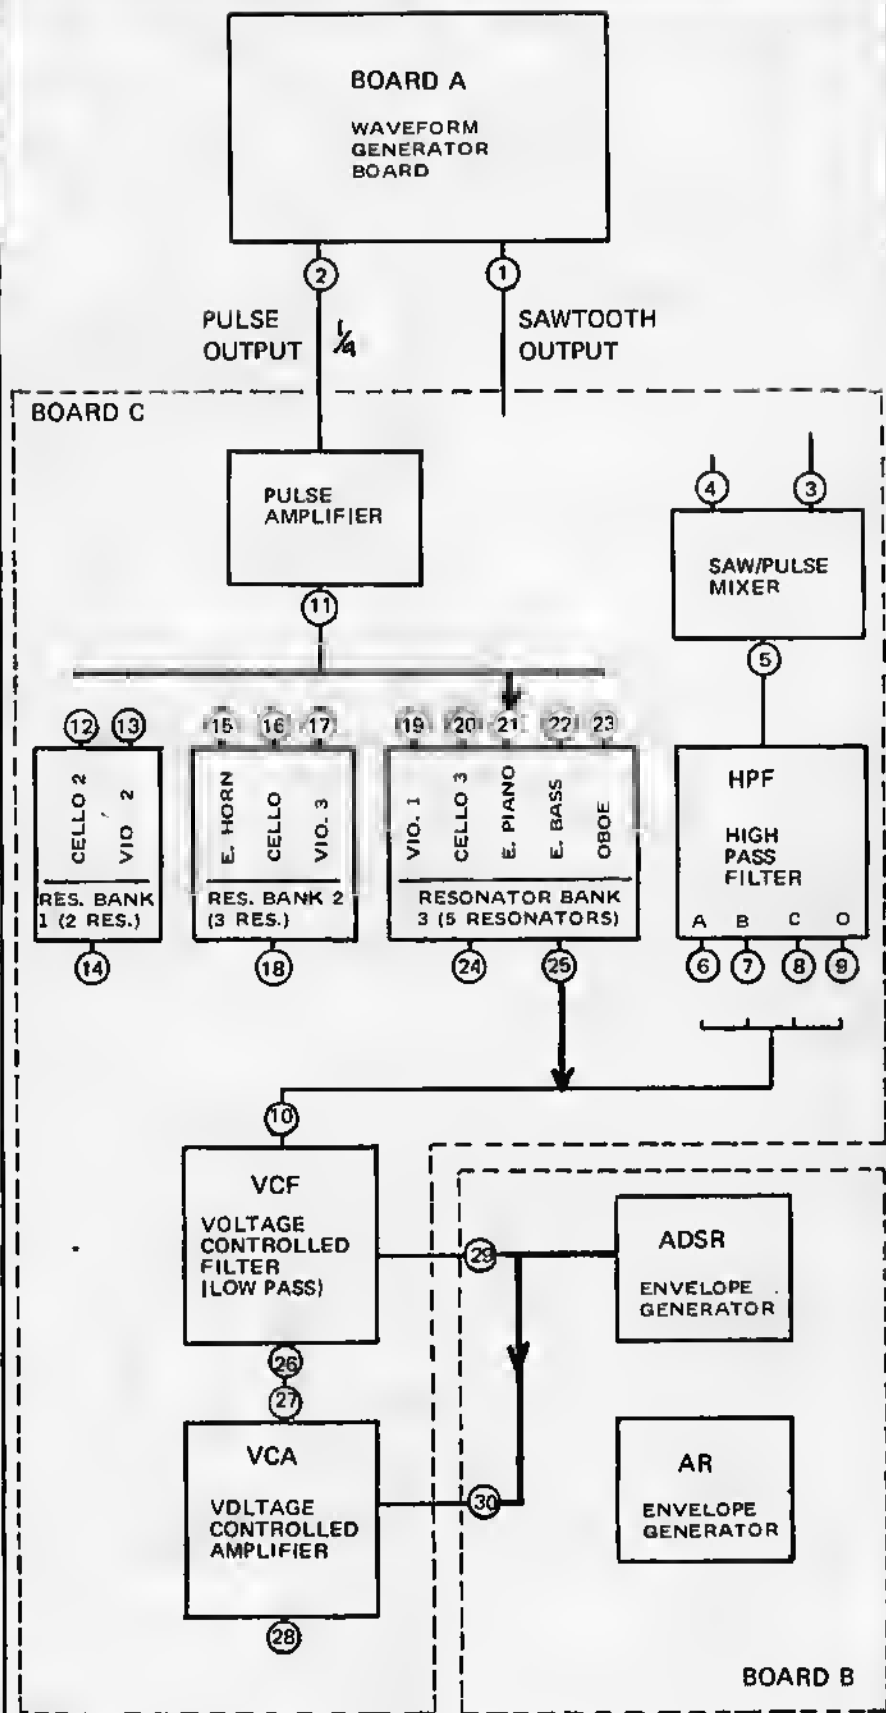 BOARD A
WAVEFORM
GENERATOR
BOARD
2
1
PULSE
OUTPUT
1/4
SAWTOOTH
OUTPUT
BOARD C
PULSE
AMPLIFIER
4
3
SAW/PULSE
MIXER
11
5
12
13
15
16
17
19
20
21
22
23
CELLO 2
VIO 2
E. HORN
CELLO
VIO. 3
VIO. 1
CELLO 3
E. PIANO
E. BASS
OBOE
RES. BANK
1 (2 RES.)
RES. BANK 2
(3 RES.)
RESONATOR BANK
3 (5 RESONATORS)
HPF
HIGH
PASS
FILTER
A B C O
14
18
24
25
6
7
8
9
10
VCF
VOLTAGE
CONTROLLED
FILTER
(LOW PASS)
29
ADSR
ENVELOPE
GENERATOR
26
27
VCA
VOLTAGE
CONTROLLED
AMPLIFIER
30
AR
ENVELOPE
GENERATOR
28
BOARD B